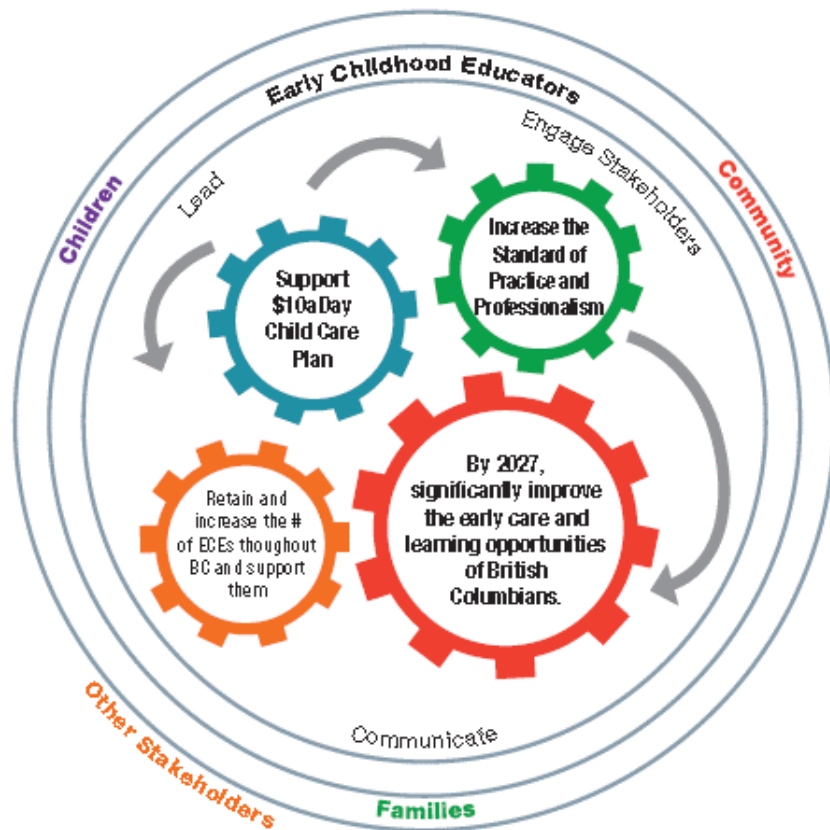 Early Childhood Educators
Engage Stakeholders
Lead
Children
Community
Support
$10aDay
Child Care
Plan
Increase the
Standard of
Practice and
Professionalism
Retain and
increase the #
of ECEs thoughout
BC and support
them
By 2027,
significantly improve
the early care and
learning opportunities
of British
Columbians.
Communicate
Other Stakeholders
Families